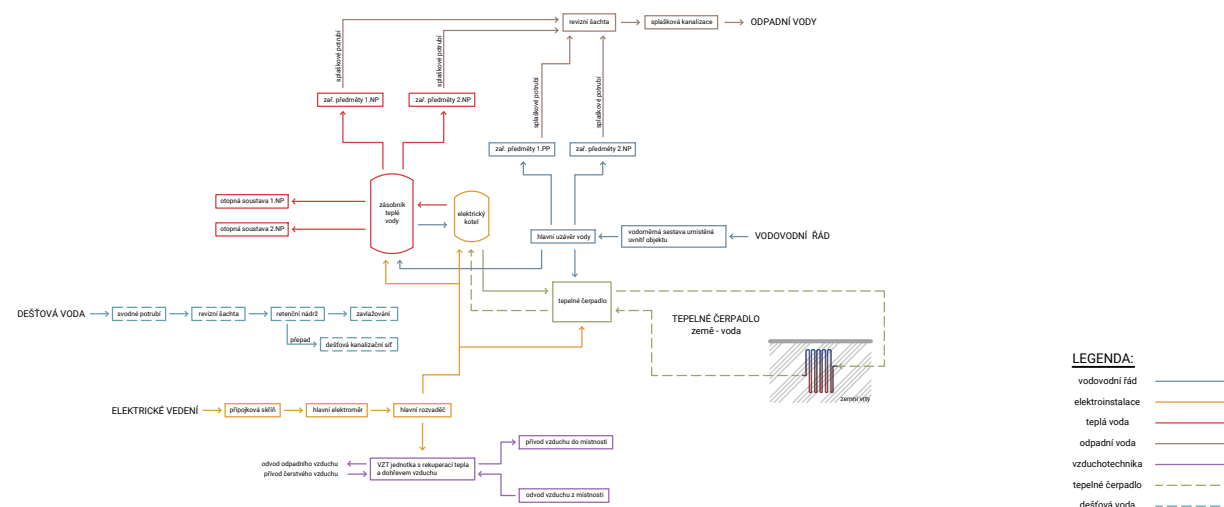 revizní šachta
splašková kanalizace
ODPADNÍ VODY
splaškové potrubí
splaškové potrubí
splaškové potrubí
splaškové potrubí
zař. předměty 1.NP
zař. předměty 2.NP
zař. předměty 1.PP
zař. předměty 2.NP
otopná soustava 1.NP
otopná soustava 2.NP
zásobník
teplé
vody
elektrický
kotel
hlavní uzávěr vody
vodoměrná sestava umístěná
uvnitř objektu
VODOVODNÍ ŘÁD
tepelné čerpadlo
TEPELNÉ ČERPADLO
země - voda
zemní vrty
DEŠŤOVÁ VODA
svodné potrubí
revizní šachta
retenční nádrž
zavlažování
přepad
dešťová kanalizační síť
ELEKTRICKÉ VEDENÍ
přípojková skříň
hlavní elektroměr
hlavní rozvaděč
odvod odpadního vzduchu
přívod čerstvého vzduchu
VZT jednotka s rekuperací tepla
a dohřevem vzduchu
přívod vzduchu do místnosti
odvod vzduchu z místnosti
LEGENDA:
vodovodní řád
elektroinstalace
teplá voda
odpadní voda
vzduchotechnika
tepelné čerpadlo
dešťová voda